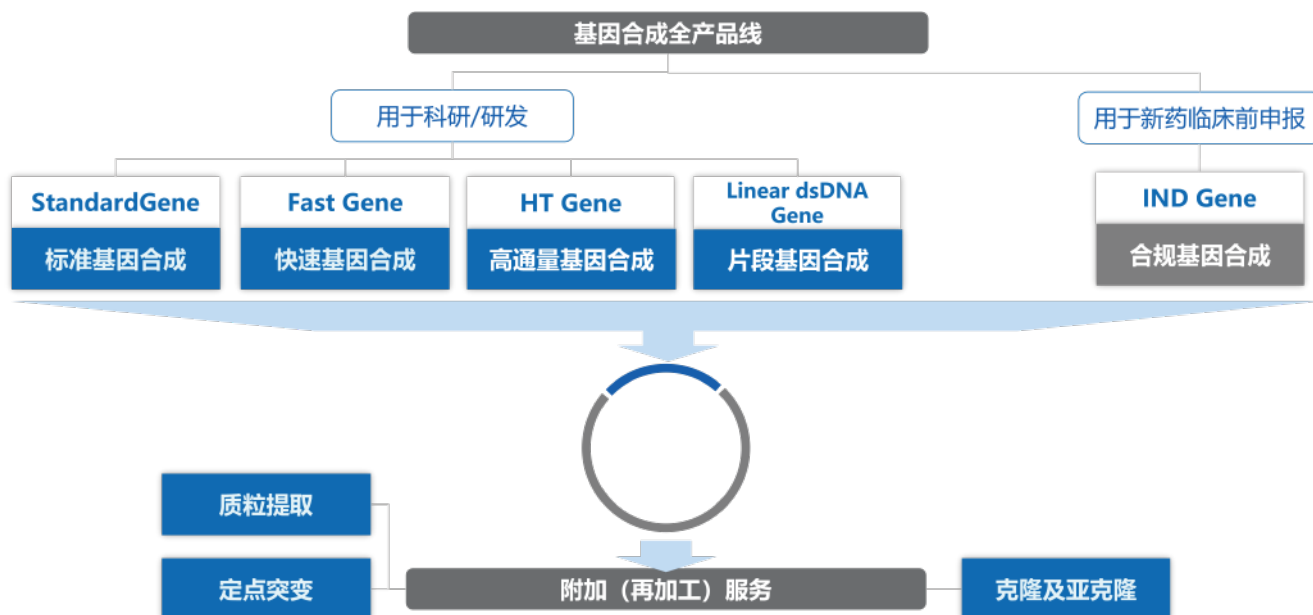 基因合成全产品线
用于科研/研发
用于新药临床前申报
StandardGene
Fast Gene
HT Gene
Linear dsDNA
Gene
IND Gene
标准基因合成
快速基因合成
高通量基因合成
片段基因合成
合规基因合成
质粒提取
定点突变
附加（再加工）服务
克隆及亚克隆